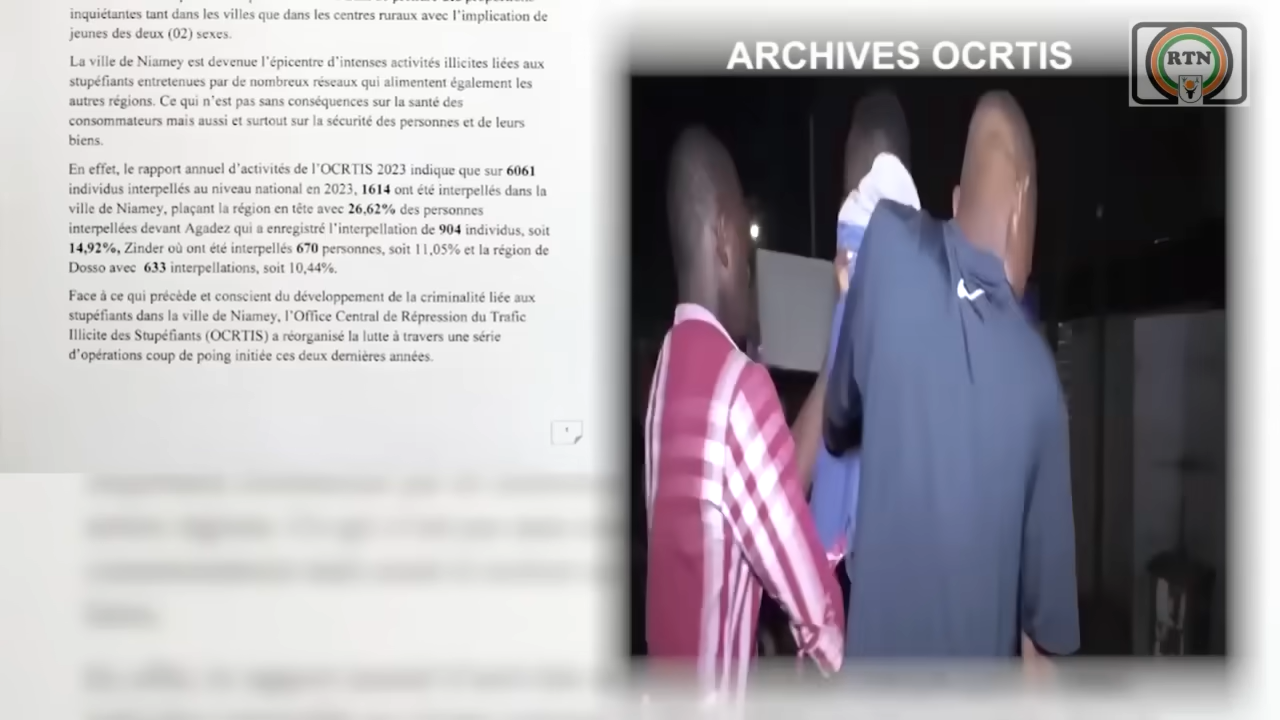 inquiétantes tant dans les villes que dans les centres ruraux avec l'implication de
jeunes des deux (02) sexes.
La ville de Niamey est devenue l'épicentre d'intenses activités illicites liées aux
stupéfiants entretenues par de nombreux réseaux qui alimentent également les
autres régions. Ce qui n'est pas sans conséquences sur la santé des
consommateurs mais aussi et surtout sur la sécurité des personnes et de leurs
biens.
En effet, le rapport annuel d'activités de l'OCRTIS 2023 indique que sur 6061
individus interpellés au niveau national en 2023, 1614 ont été interpellés dans la
ville de Niamey, plaçant la région en tête avec 26,62% des personnes
interpellées devant Agadez qui a enregistré l'interpellation de 904 individus, soit
14,92%, Zinder où ont été interpellés 670 personnes, soit 11,05% et la région de
Dosso avec 633 interpellations, soit 10,44%.
Face à ce qui précède et conscient du développement de la criminalité liée aux
stupéfiants dans la ville de Niamey, l'Office Central de Répression du Trafic
Illicite des Stupéfiants (OCRTIS) a réorganisé la lutte à travers une série
d'opérations coup de poing initiée ces deux dernières années.
ARCHIVES OCRTIS
RTN